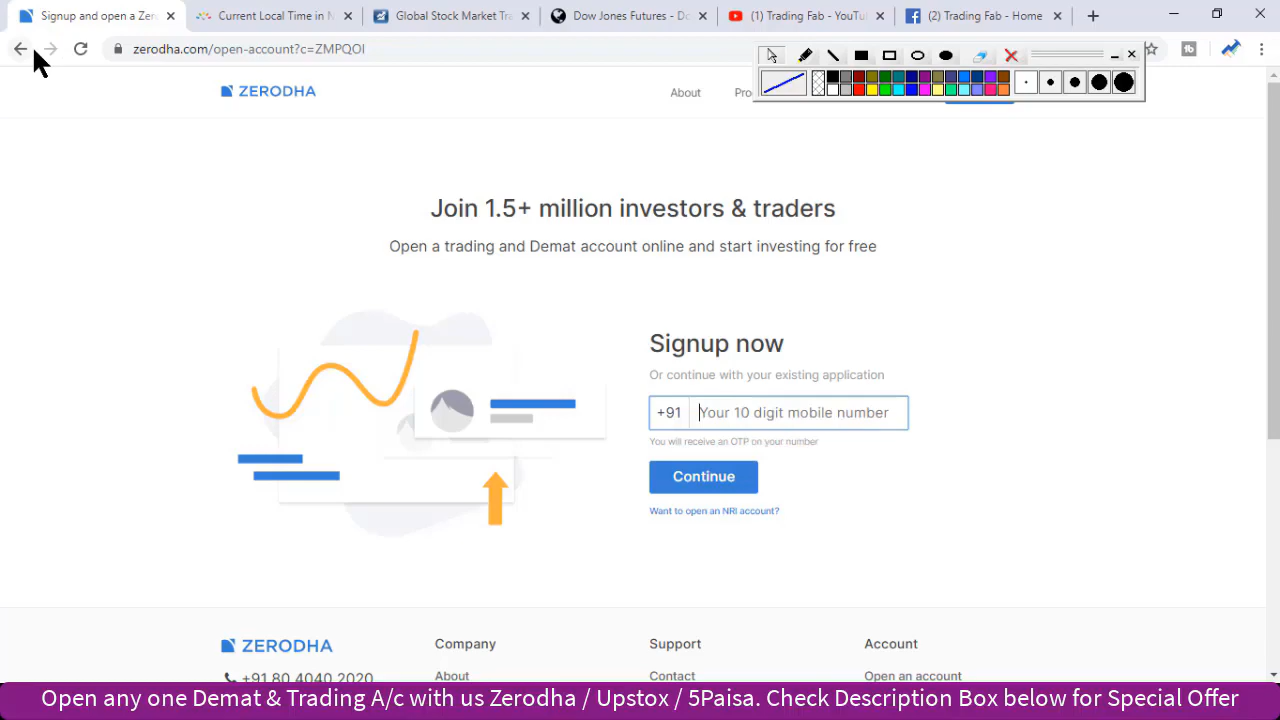 Signup and open a Zer
Current Local Time in N
Global Stock Market Tra
Dow Jones Futures - Do
(1) Trading Fab - YouTu
(2) Trading Fab - Home
zerodha.com/open-account?c=ZMPQOI
ZERODHA
About
Pro
Join 1.5+ million investors & traders
Open a trading and Demat account online and start investing for free
Signup now
Or continue with your existing application
+91 Your 10 digit mobile number
You will receive an OTP on your number
Continue
Want to open an NRI account?
ZERODHA
Company
Support
Account
+91 80 4040 2020
About
Contact
Open an account
Open any one Demat & Trading A/c with us Zerodha / Upstox / 5Paisa. Check Description Box below for Special Offer